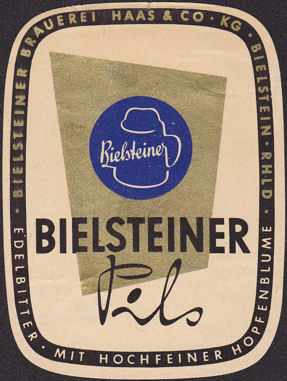 BIELSTEINER BRAUEREI HAAS & CO · KG · BIELSTEIN · RHLD ·
Bielsteiner
BIELSTEINER
Pils
EDELBITTER · MIT HOCHFEINER HOPFENBLUME